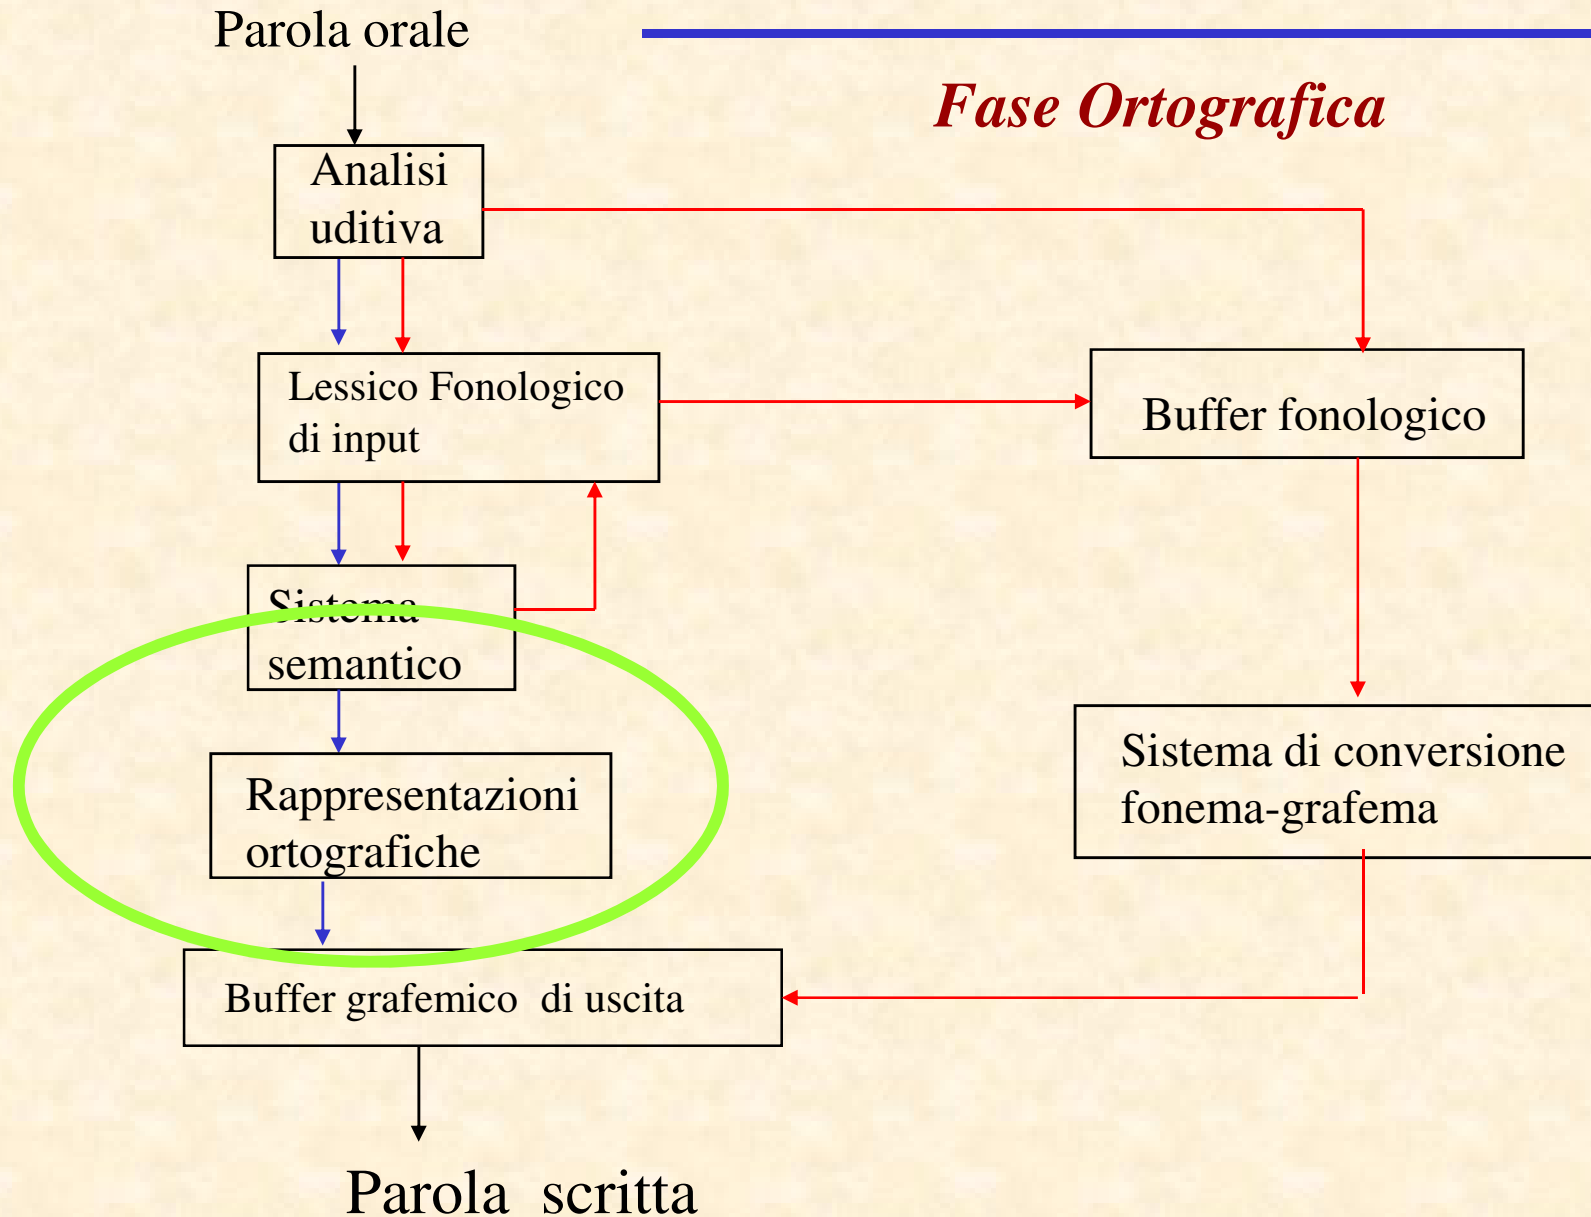 Parola orale
Fase Ortografica
Analisi
uditiva
Lessico Fonologico
di input
Buffer fonologico
Sistema
semantico
Rappresentazioni
ortografiche
Sistema di conversione
fonema-grafema
Buffer grafemico di uscita
Parola scritta